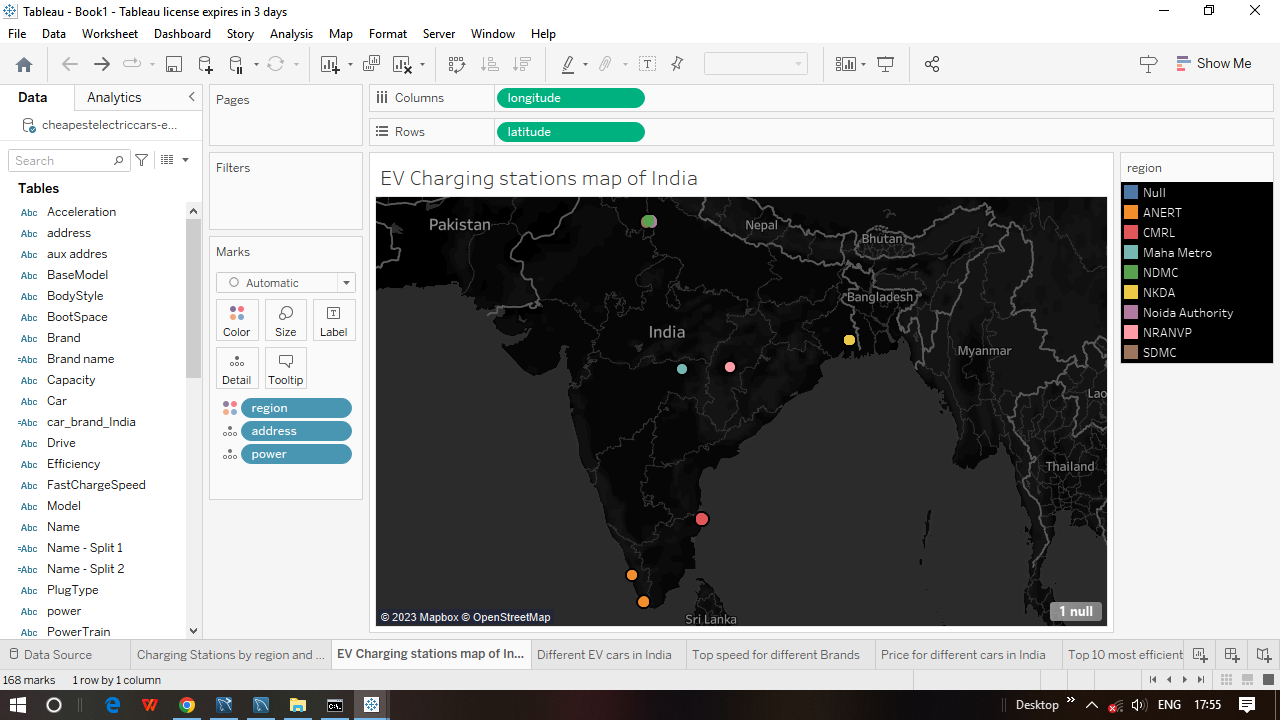 Tableau - Book1 - Tableau license expires in 3 days
File Data Worksheet Dashboard Story Analysis Map Format Server Window Help
Show Me
Data Analytics
cheapestelectriccars-e...
Search
Tables
Abc Acceleration
Abc address
Abc aux addres
Abc BaseModel
Abc BodyStyle
Abc BootSpace
Abc Brand
=Abc Brand name
Abc Capacity
Abc Car
=Abc car_brand_India
Abc Drive
Abc Efficiency
Abc FastChargeSpeed
Abc Model
Abc Name
=Abc Name - Split 1
=Abc Name - Split 2
Abc PlugType
Abc power
Abc PowerTrain
Pages
Filters
Marks
Automatic
Color Size Label
Detail Tooltip
region
address
power
Columns longitude
Rows latitude
EV Charging stations map of India
Pakistan
Nepal
Bhutan
Bangladesh
India
Myanmar
Lao
Thailand
Sri Lanka
© 2023 Mapbox © OpenStreetMap
1 null
region
Null
ANERT
CMRL
Maha Metro
NDMC
NKDA
Noida Authority
NRANVP
SDMC
Data Source Charging Stations by region and ... EV Charging stations map of In... Different EV cars in India Top speed for different Brands Price for different cars in India Top 10 most efficient
168 marks 1 row by 1 column
Desktop ENG 17:55